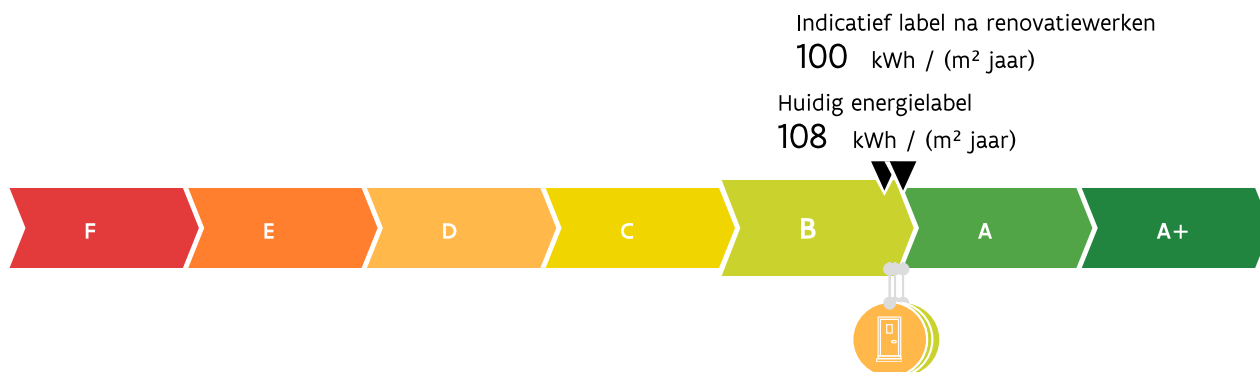 Indicatief label na renovatiewerken
100 kWh / (m² jaar)
Huidig energielabel
108 kWh / (m² jaar)
F E D C B A A+